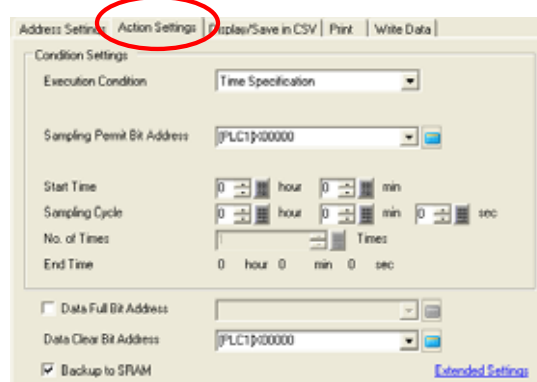 Address Settings Action Settings Display/Save in CSV Print Write Data
Condition Settings
Execution Condition Time Specification
Sampling Permit Bit Address [PLC1]X00000
Start Time 0 hour 0 min
Sampling Cycle 0 hour 0 min 0 sec
No. of Times 1 Times
End Time 0 hour 0 min 0 sec
Data Full Bit Address
Data Clear Bit Address [PLC1]X00000
Backup to SRAM Extended Settings